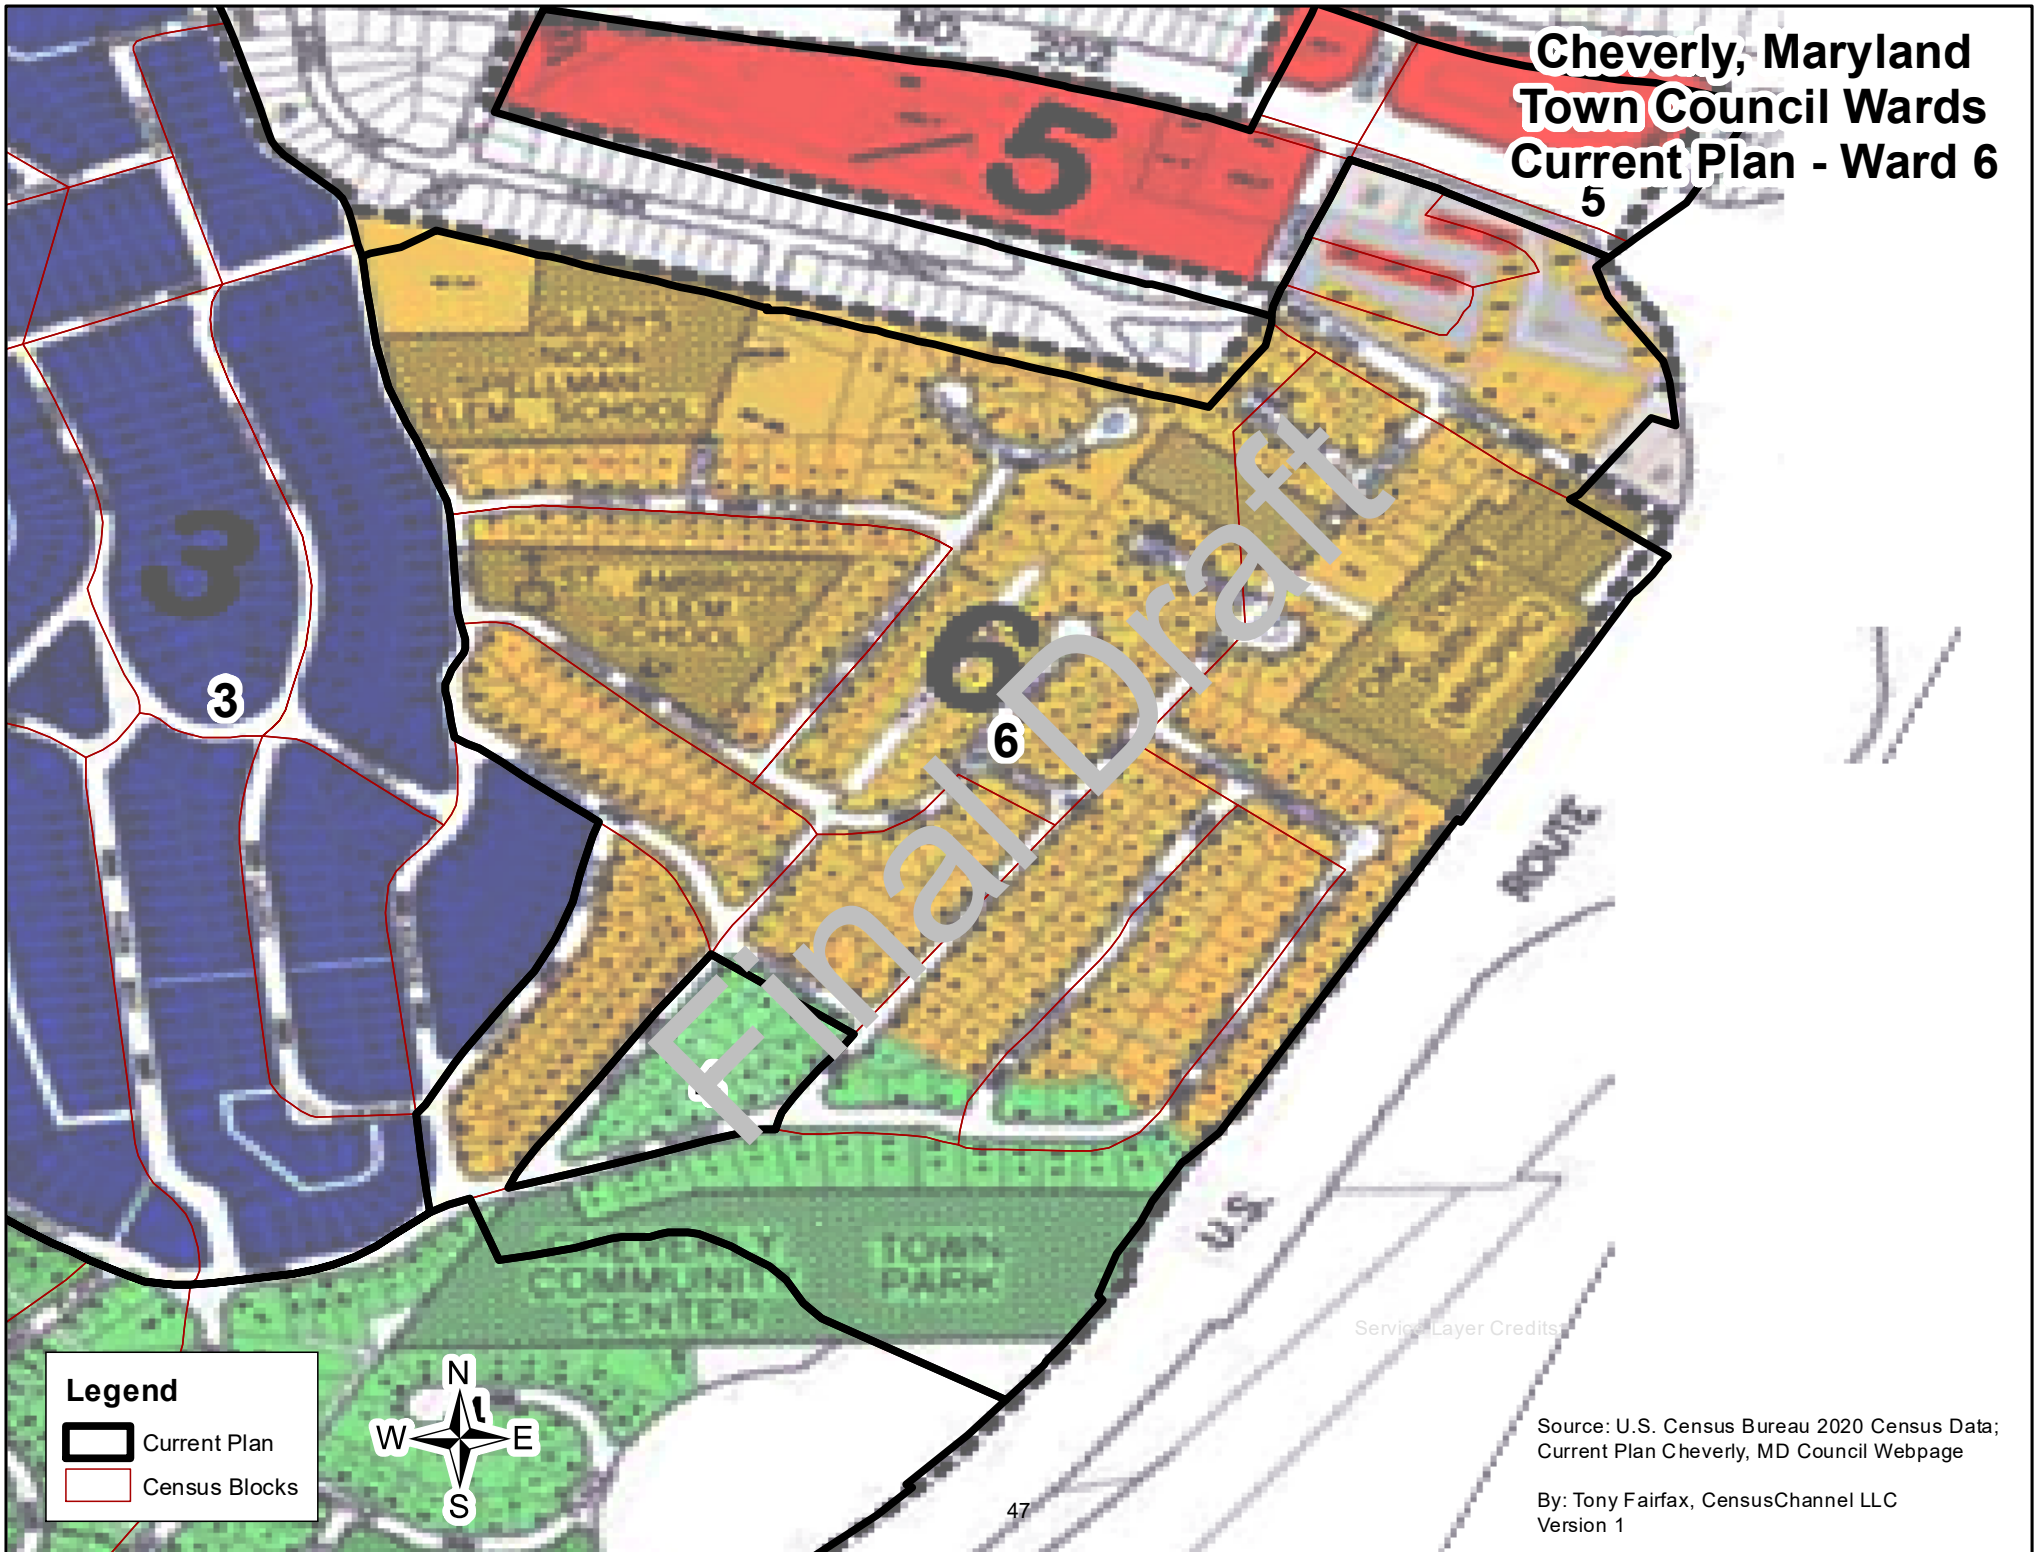 Cheverly, Maryland
Town Council Wards
Current Plan - Ward 6
NO. 202
5
5
3
3
6
6
Final Draft
ROUTE
U.S.
COMMUNITY
CENTER
TOWN
PARK
Service Layer Credits:
Legend
Current Plan
Census Blocks
N
W
E
S
47
Source: U.S. Census Bureau 2020 Census Data;
Current Plan Cheverly, MD Council Webpage
By: Tony Fairfax, CensusChannel LLC
Version 1